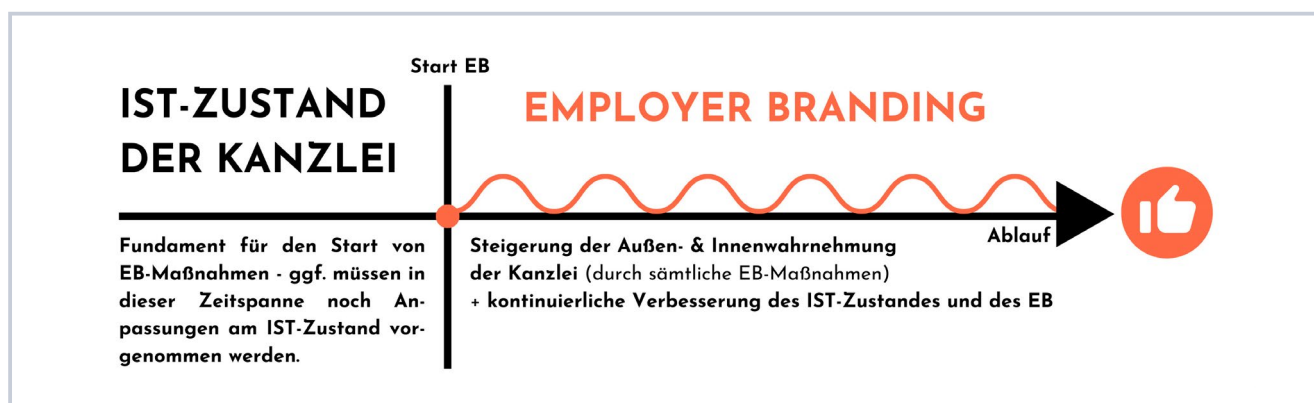 Start EB
IST-ZUSTAND
DER KANZLEI
EMPLOYER BRANDING
Ablauf
Fundament für den Start von
EB-Maßnahmen - ggf. müssen in
dieser Zeitspanne noch An-
passungen am IST-Zustand vor-
genommen werden.
Steigerung der Außen- & Innenwahrnehmung
der Kanzlei (durch sämtliche EB-Maßnahmen)
+ kontinuierliche Verbesserung des IST-Zustandes und des EB